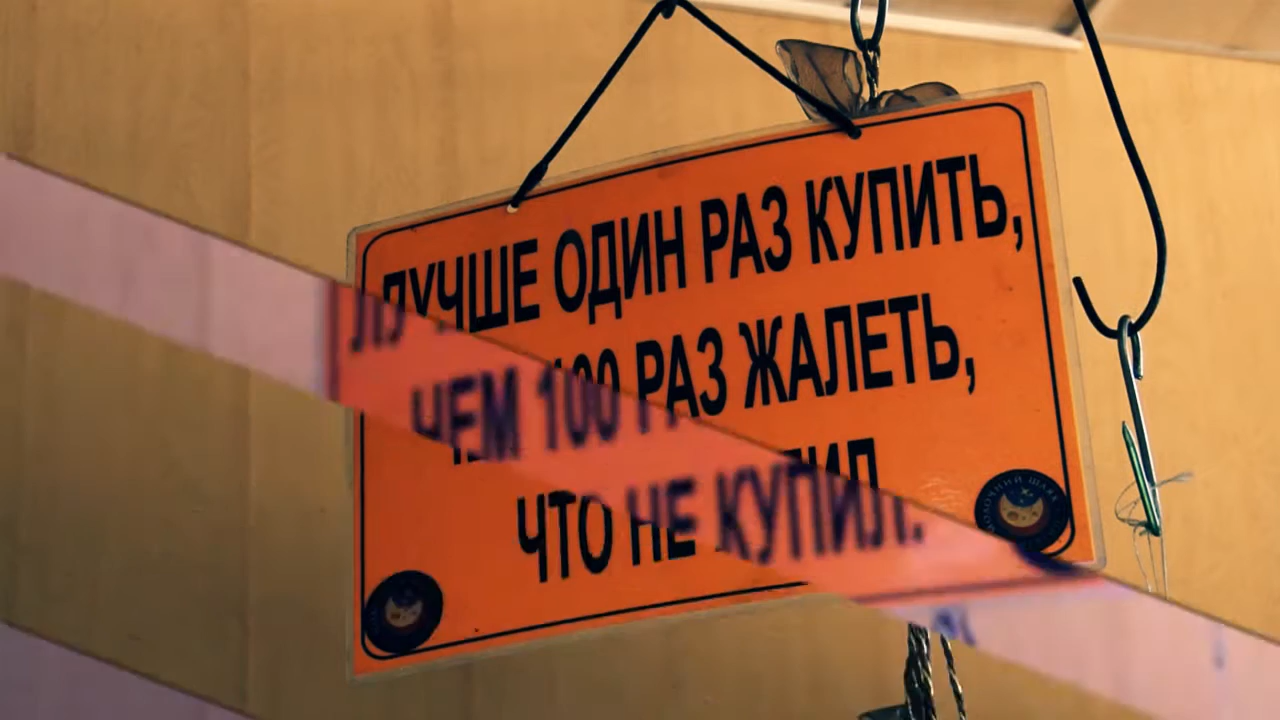 ЛУЧШЕ ОДИН РАЗ КУПИТЬ,
ЧЕМ 100 РАЗ ЖАЛЕТЬ,
ЧТО НЕ КУПИЛ.